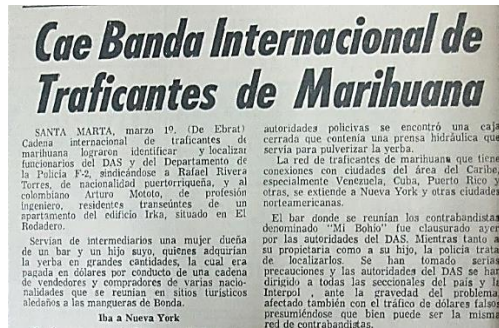 Cae Banda Internacional de
Traficantes de Marihuana
SANTA MARTA, marzo 1º. (De Ebrat)
Cadena internacional de traficantes de
marihuana lograron identificar y localizar
funcionarios del DAS y del Departamento de
la Policía F-2, sindicándose a Rafael Rivera
Torres, de nacionalidad puertorriqueña, y al
colombiano Arturo Mototo, de profesión
ingeniero, residentes transeúntes de un
apartamento del edificio Irka, situado en El
Rodadero.
Servían de intermediarios una mujer dueña
de un bar y un hijo suyo, quienes adquirían
la yerba en grandes cantidades, la cual era
pagada en dólares por conducto de una cadena
de vendedores y compradores de varias nacio-
nalidades que se reunían en sitios turísticos
aledaños a las mangueras de Bonda.
Iba a Nueva York
autoridades policivas se encontró una caja
cerrada que contenía una prensa hidráulica que
servía para pulverizar la yerba.
La red de traficantes de marihuana que tiene
conexiones con ciudades del área del Caribe,
especialmente Venezuela, Cuba, Puerto Rico y
otras, se extiende a Nueva York y otras ciudades
norteamericanas.
El bar donde se reunían los contrabandistas
denominado "Mi Bohío" fue clausurado ayer
por las autoridades del DAS. Mientras tanto a
su propietaria como a su hijo, la policía trata
de localizarlos. Se han tomado serias
precauciones y las autoridades del DAS se han
dirigido a todas las seccionales del país y la
Interpol, ante la gravedad del problema,
afectado también con el tráfico de dólares falsos
presumiéndose que bien puede ser la misma
red de contrabandistas.